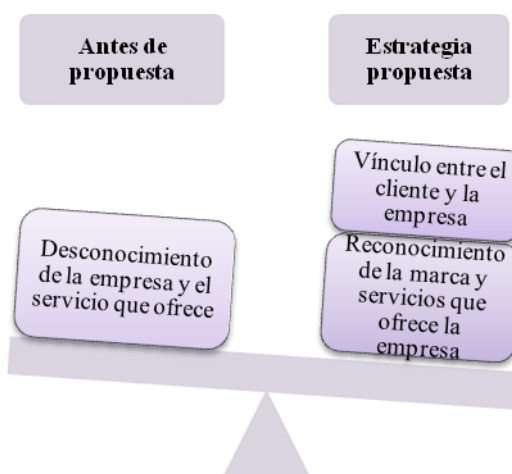 Antes de
propuesta
Estrategia
propuesta
Desconocimiento
de la empresa y el
servicio que ofrece
Vínculo entre el
cliente y la
empresa
Reconocimiento
de la marca y
servicios que
ofrece la
empresa